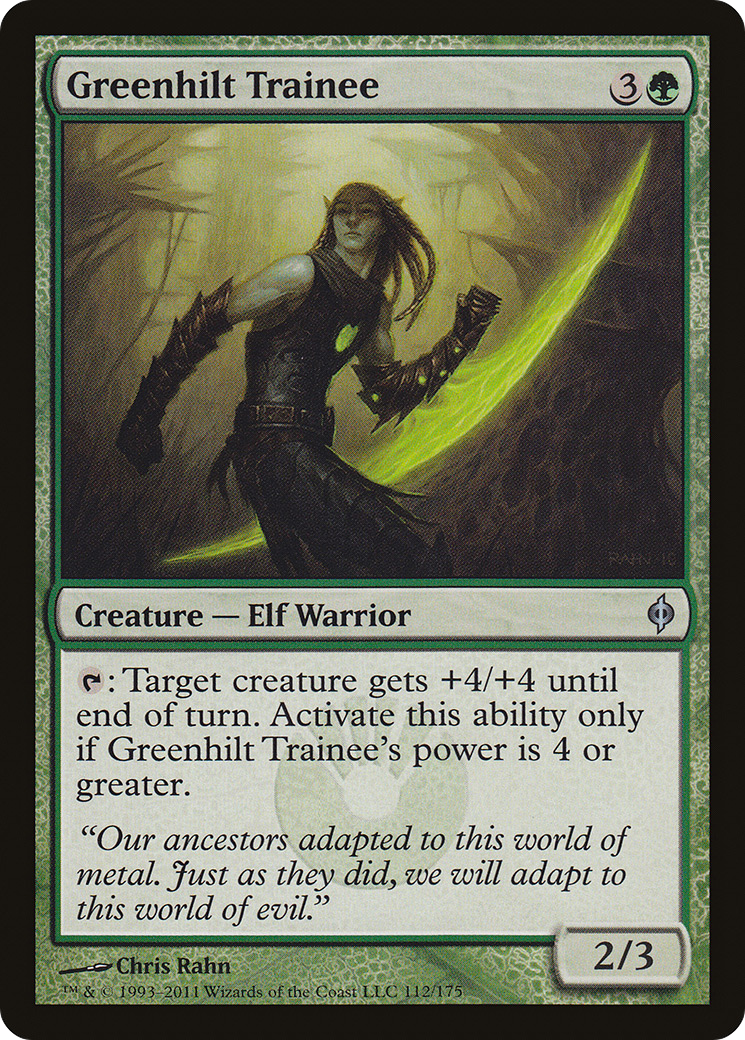 Greenhilt Trainee 3
RAHN·10
Creature — Elf Warrior
: Target creature gets +4/+4 until
end of turn. Activate this ability only
if Greenhilt Trainee's power is 4 or
greater.
“Our ancestors adapted to this world of
metal. Just as they did, we will adapt to
this world of evil.”
2/3
Chris Rahn
™ & © 1993–2011 Wizards of the Coast LLC 112/175